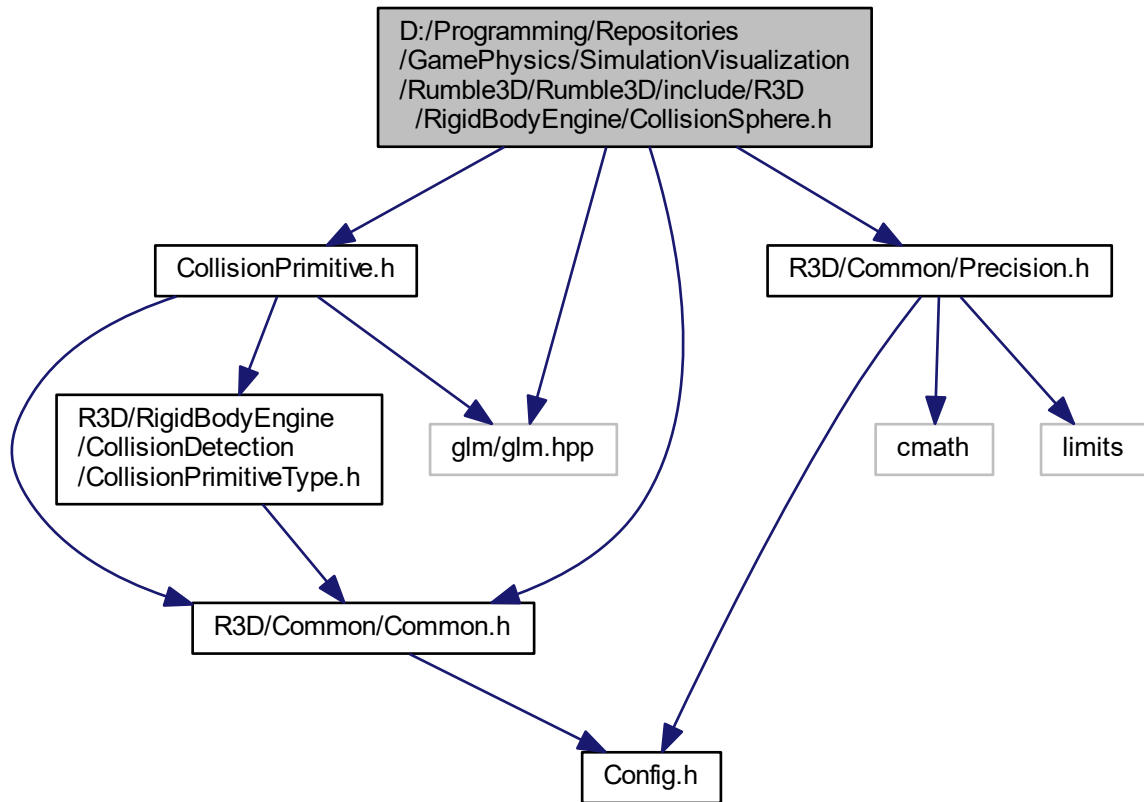 D:/Programming/Repositories
/GamePhysics/SimulationVisualization
/Rumble3D/Rumble3D/include/R3D
/RigidBodyEngine/CollisionSphere.h
CollisionPrimitive.h
R3D/Common/Precision.h
R3D/RigidBodyEngine
/CollisionDetection
/CollisionPrimitiveType.h
glm/glm.hpp
cmath
limits
R3D/Common/Common.h
Config.h